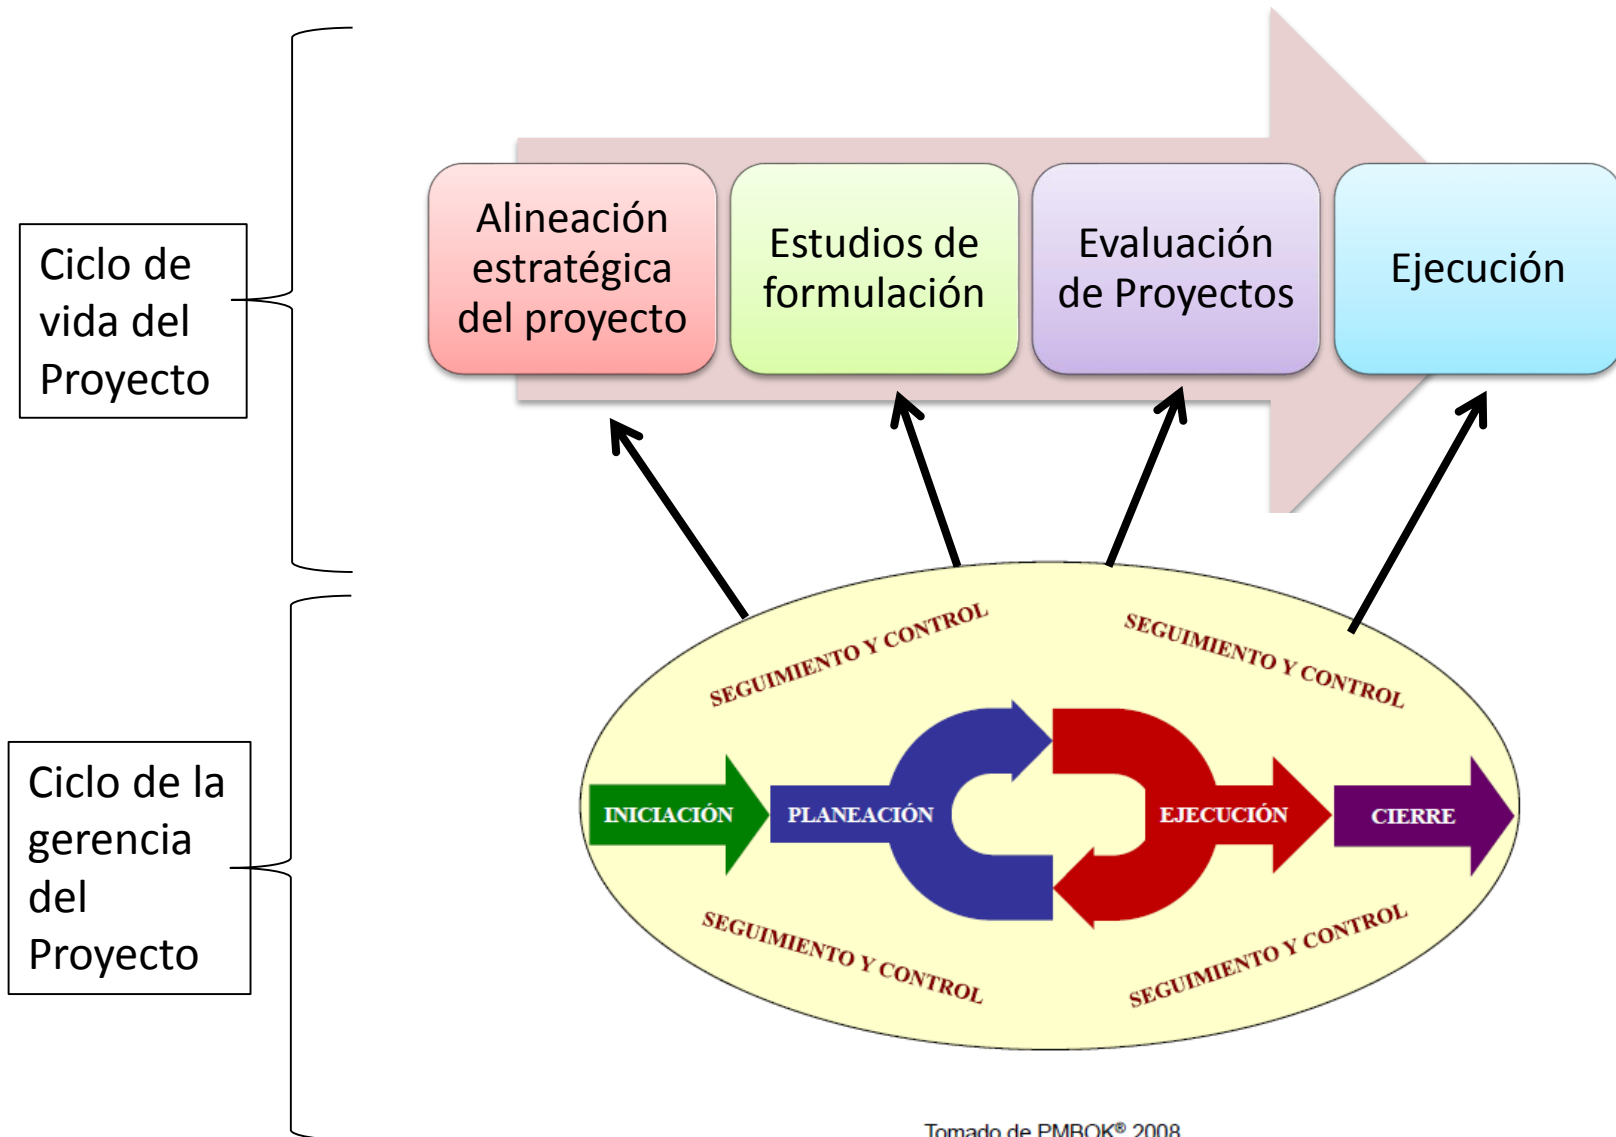 Ciclo de
vida del
Proyecto
Alineación
estratégica
del proyecto
Estudios de
formulación
Evaluación
de Proyectos
Ejecución
Ciclo de la
gerencia
del
Proyecto
SEGUIMIENTO Y CONTROL
SEGUIMIENTO Y CONTROL
INICIACIÓN
PLANEACIÓN
EJECUCIÓN
CIERRE
SEGUIMIENTO Y CONTROL
SEGUIMIENTO Y CONTROL
Tomado de PMBOK® 2008